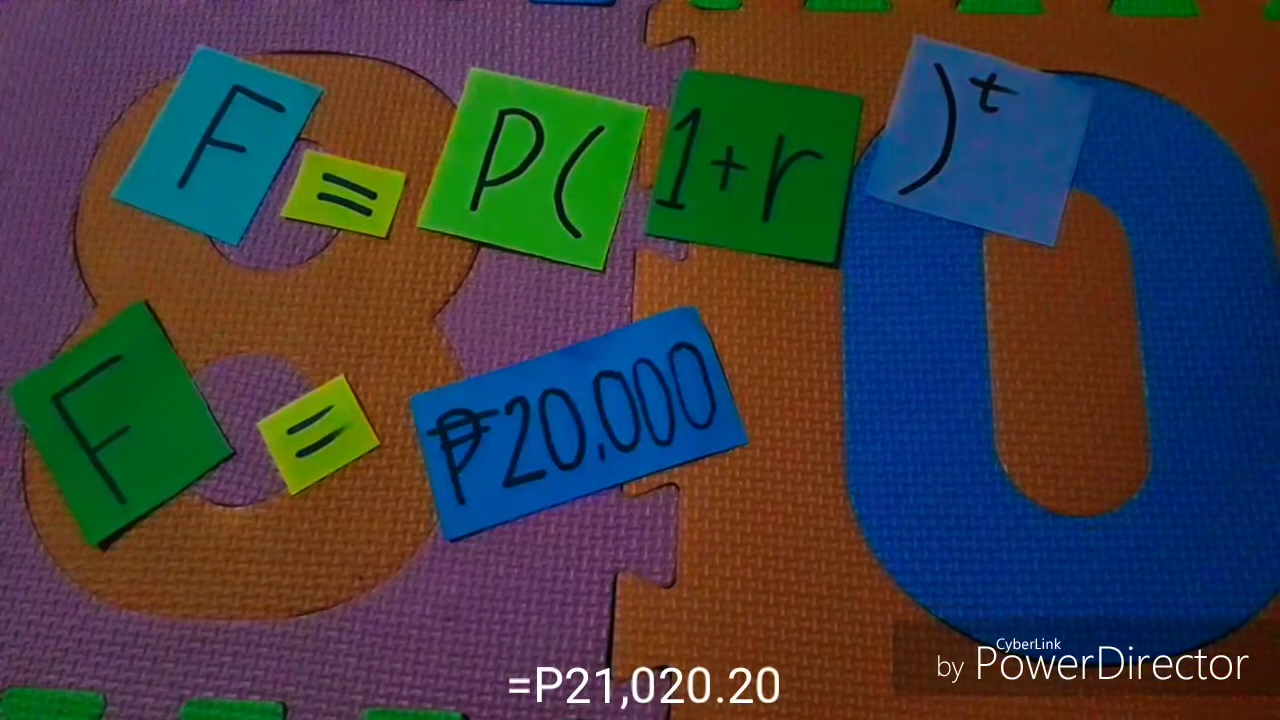 F = P( 1+r )ᵗ
F = ₱20,000
=P21,020.20
CyberLink
by PowerDirector